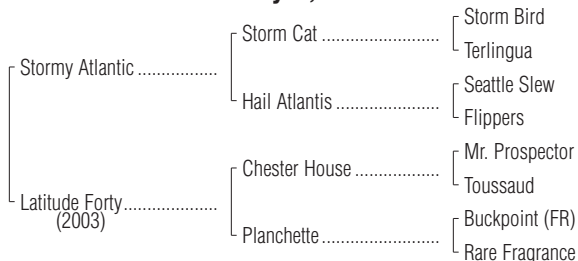 Storm Bird
Storm Cat ........................
Terlingua
Stormy Atlantic ................
Seattle Slew
Hail Atlantis .....................
Flippers
Mr. Prospector
Chester House .................
Toussaud
Latitude Forty...................
(2003)
Buckpoint (FR)
Planchette........................
Rare Fragrance